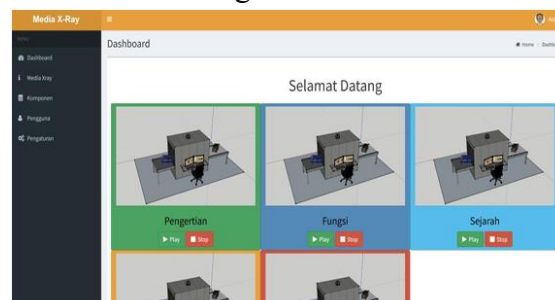 Media X-Ray
Dashboard
Home
Dashboard
Media Xray
Komponen
Pengguna
Pengaturan
Selamat Datang
Pengertian
Play Stop
Fungsi
Play Stop
Sejarah
Play Stop